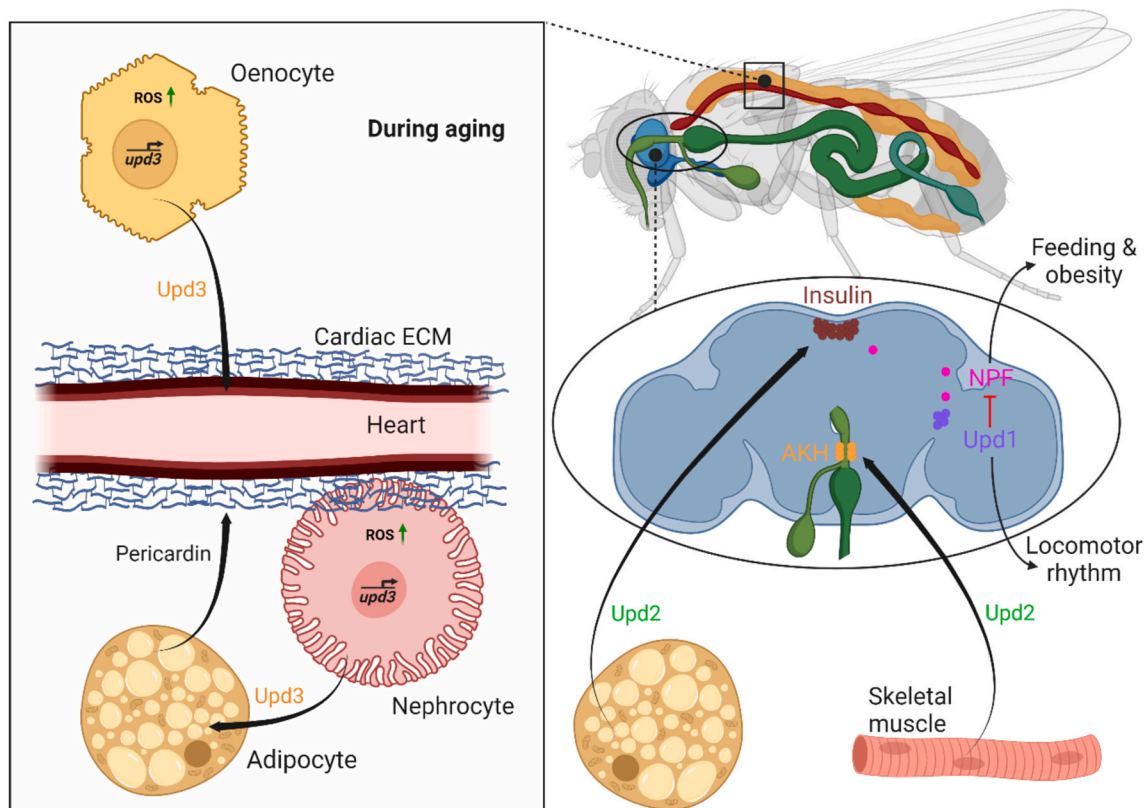 Oenocyte
ROS
upd3
During aging
Upd3
Cardiac ECM
Heart
Pericardin
ROS
upd3
Upd3
Nephrocyte
Adipocyte
Feeding &
obesity
Insulin
NPF
Upd1
AKH
Locomotor
rhythm
Upd2
Upd2
Skeletal
muscle